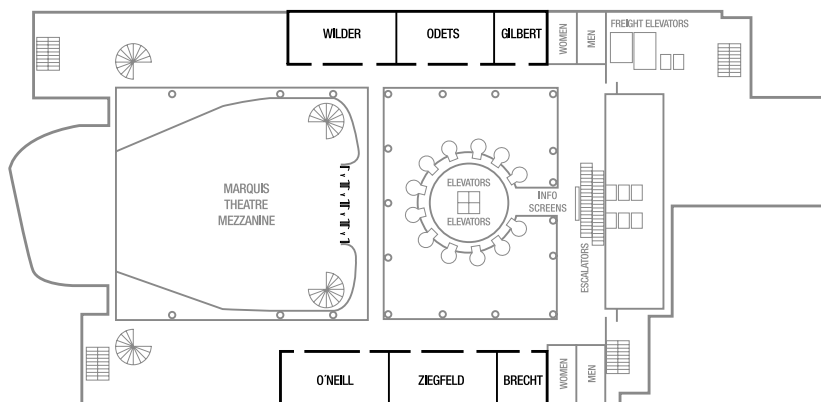 WILDER
ODETS
GILBERT
WOMEN
MEN
FREIGHT ELEVATORS
MARQUIS
THEATRE
MEZZANINE
ELEVATORS
ELEVATORS
INFO
SCREENS
ESCALATORS
O'NEILL
ZIEGFELD
BRECHT
WOMEN
MEN